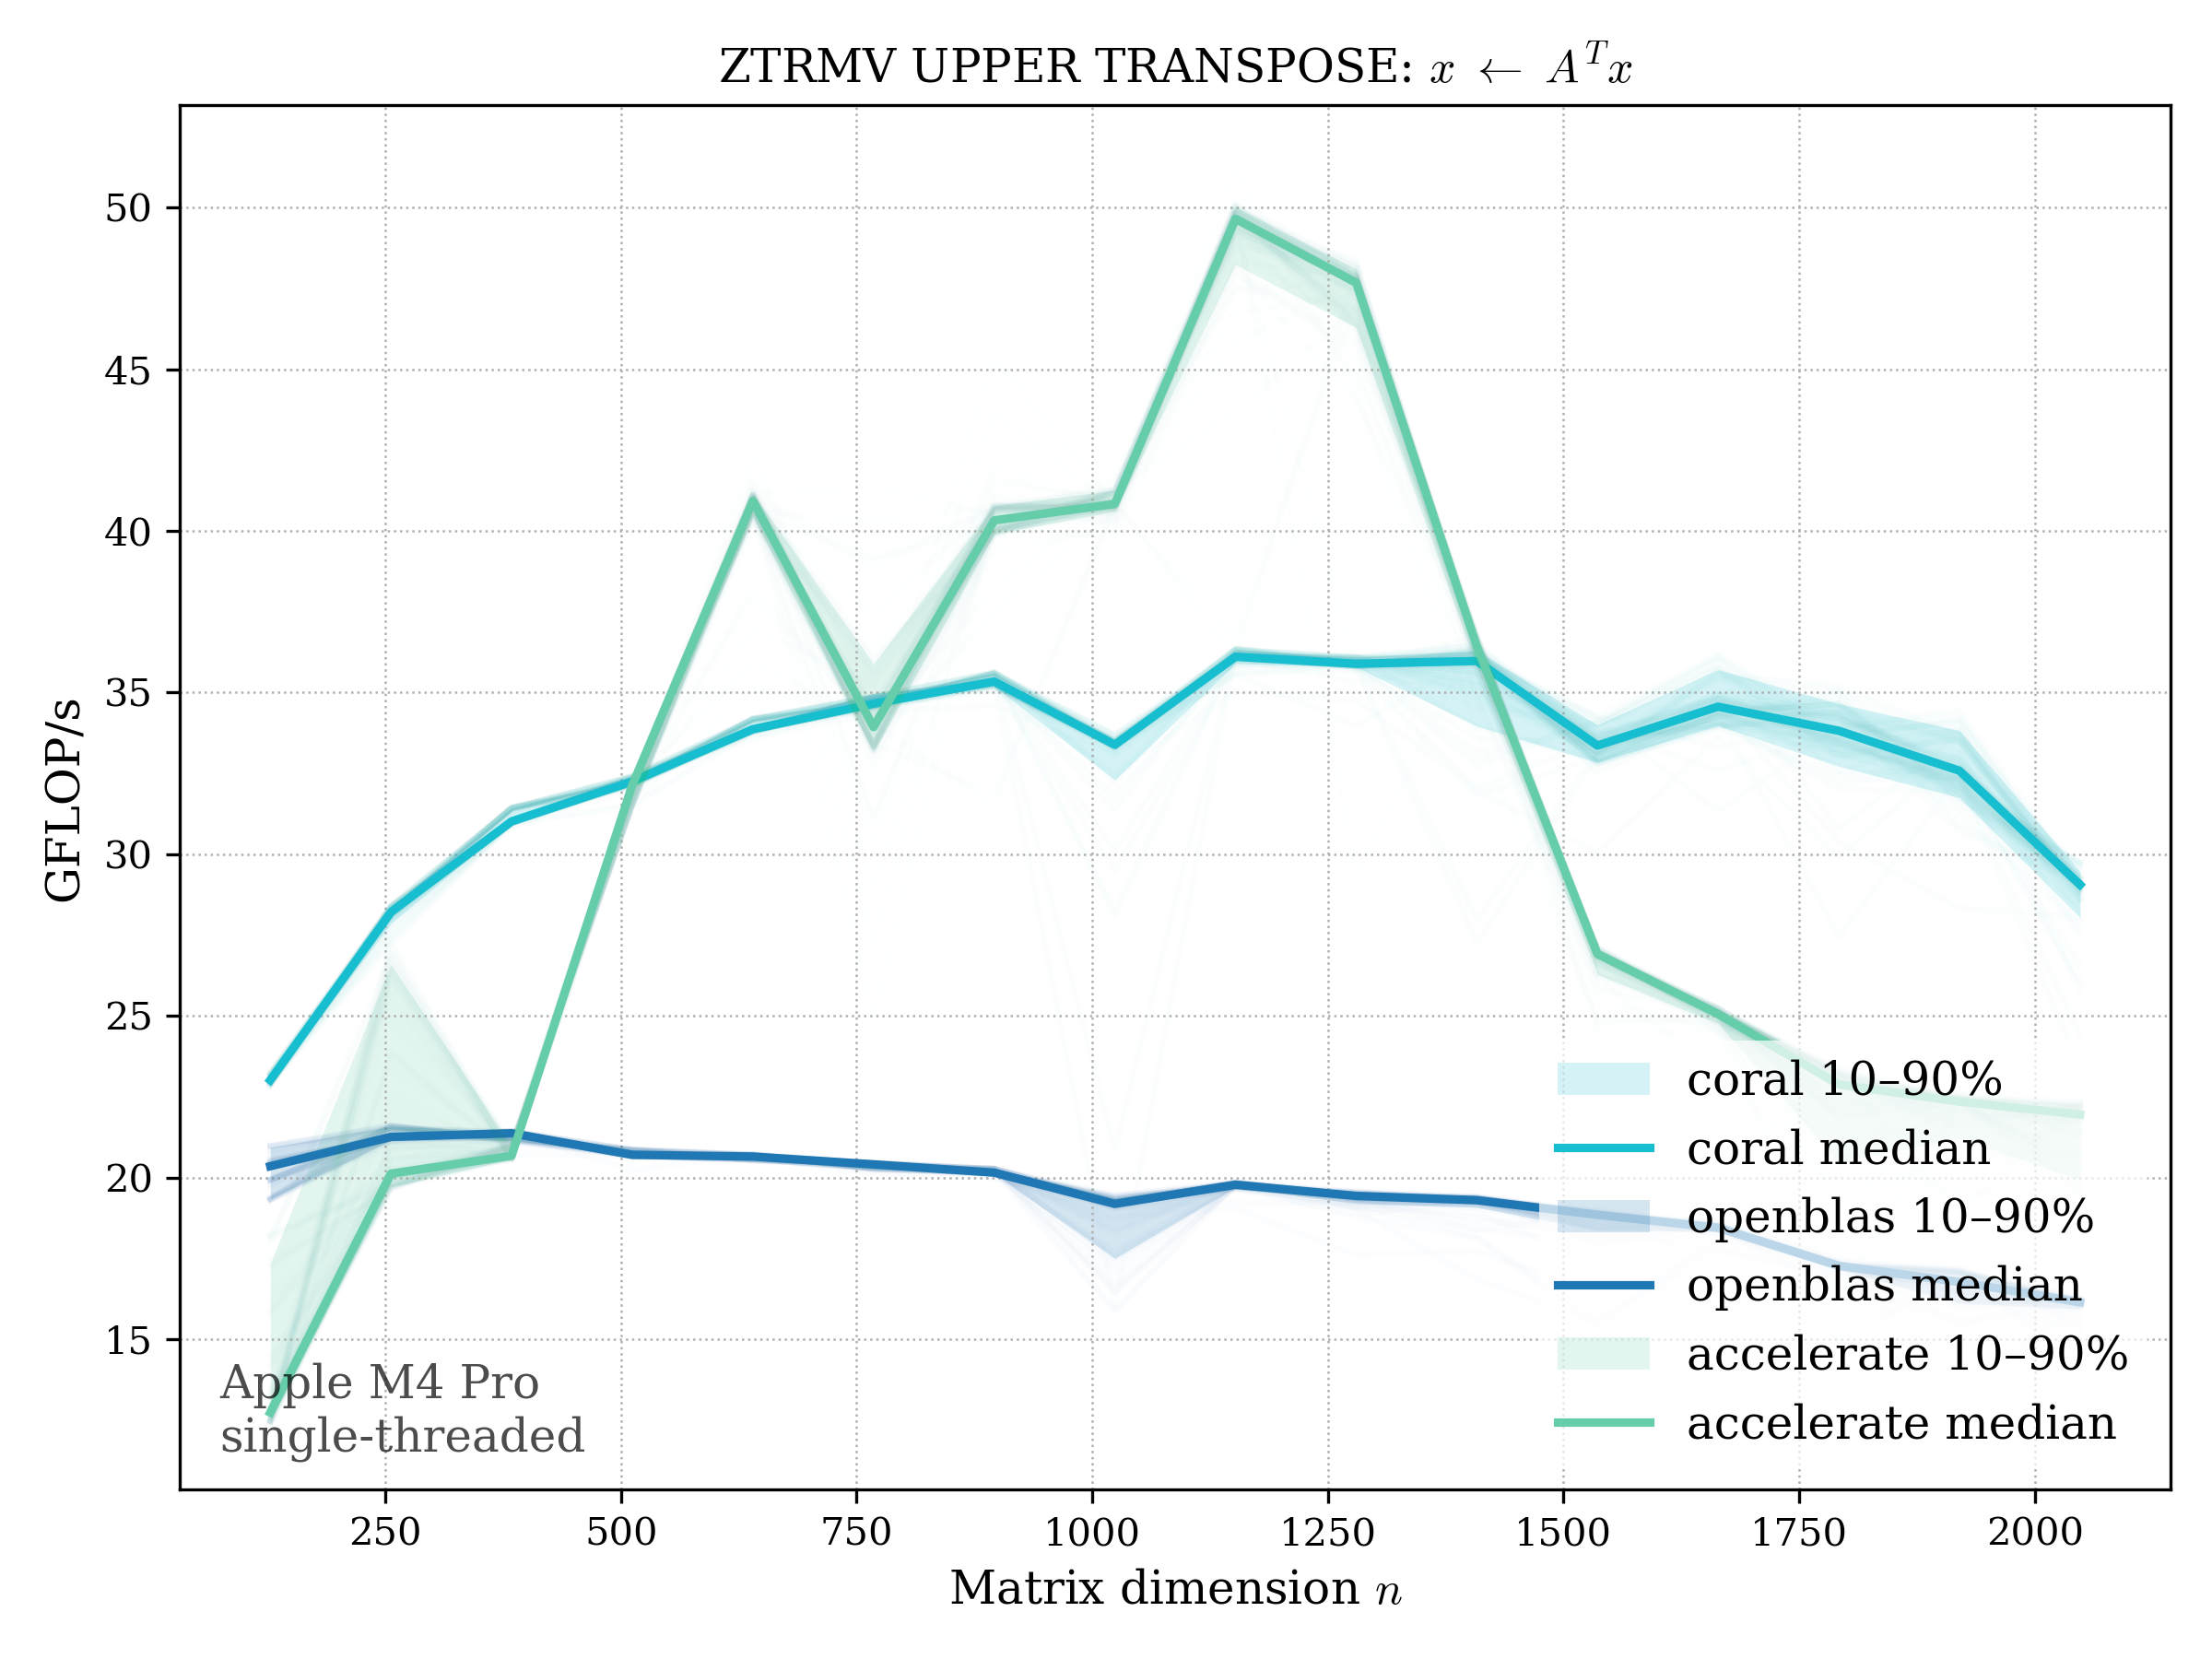 ZTRMV UPPER TRANSPOSE: x ← Aᵀx
GFLOP/s
50
45
40
35
30
25
20
15
coral 10–90%
coral median
openblas 10–90%
openblas median
accelerate 10–90%
accelerate median
Apple M4 Pro
single-threaded
250 500 750 1000 1250 1500 1750 2000
Matrix dimension n